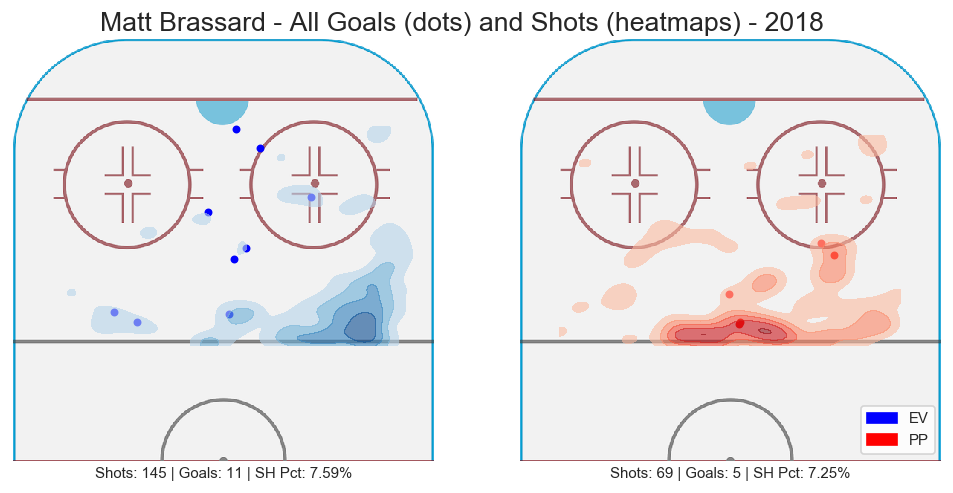 Matt Brassard - All Goals (dots) and Shots (heatmaps) - 2018
EV
PP
Shots: 145 | Goals: 11 | SH Pct: 7.59%
Shots: 69 | Goals: 5 | SH Pct: 7.25%